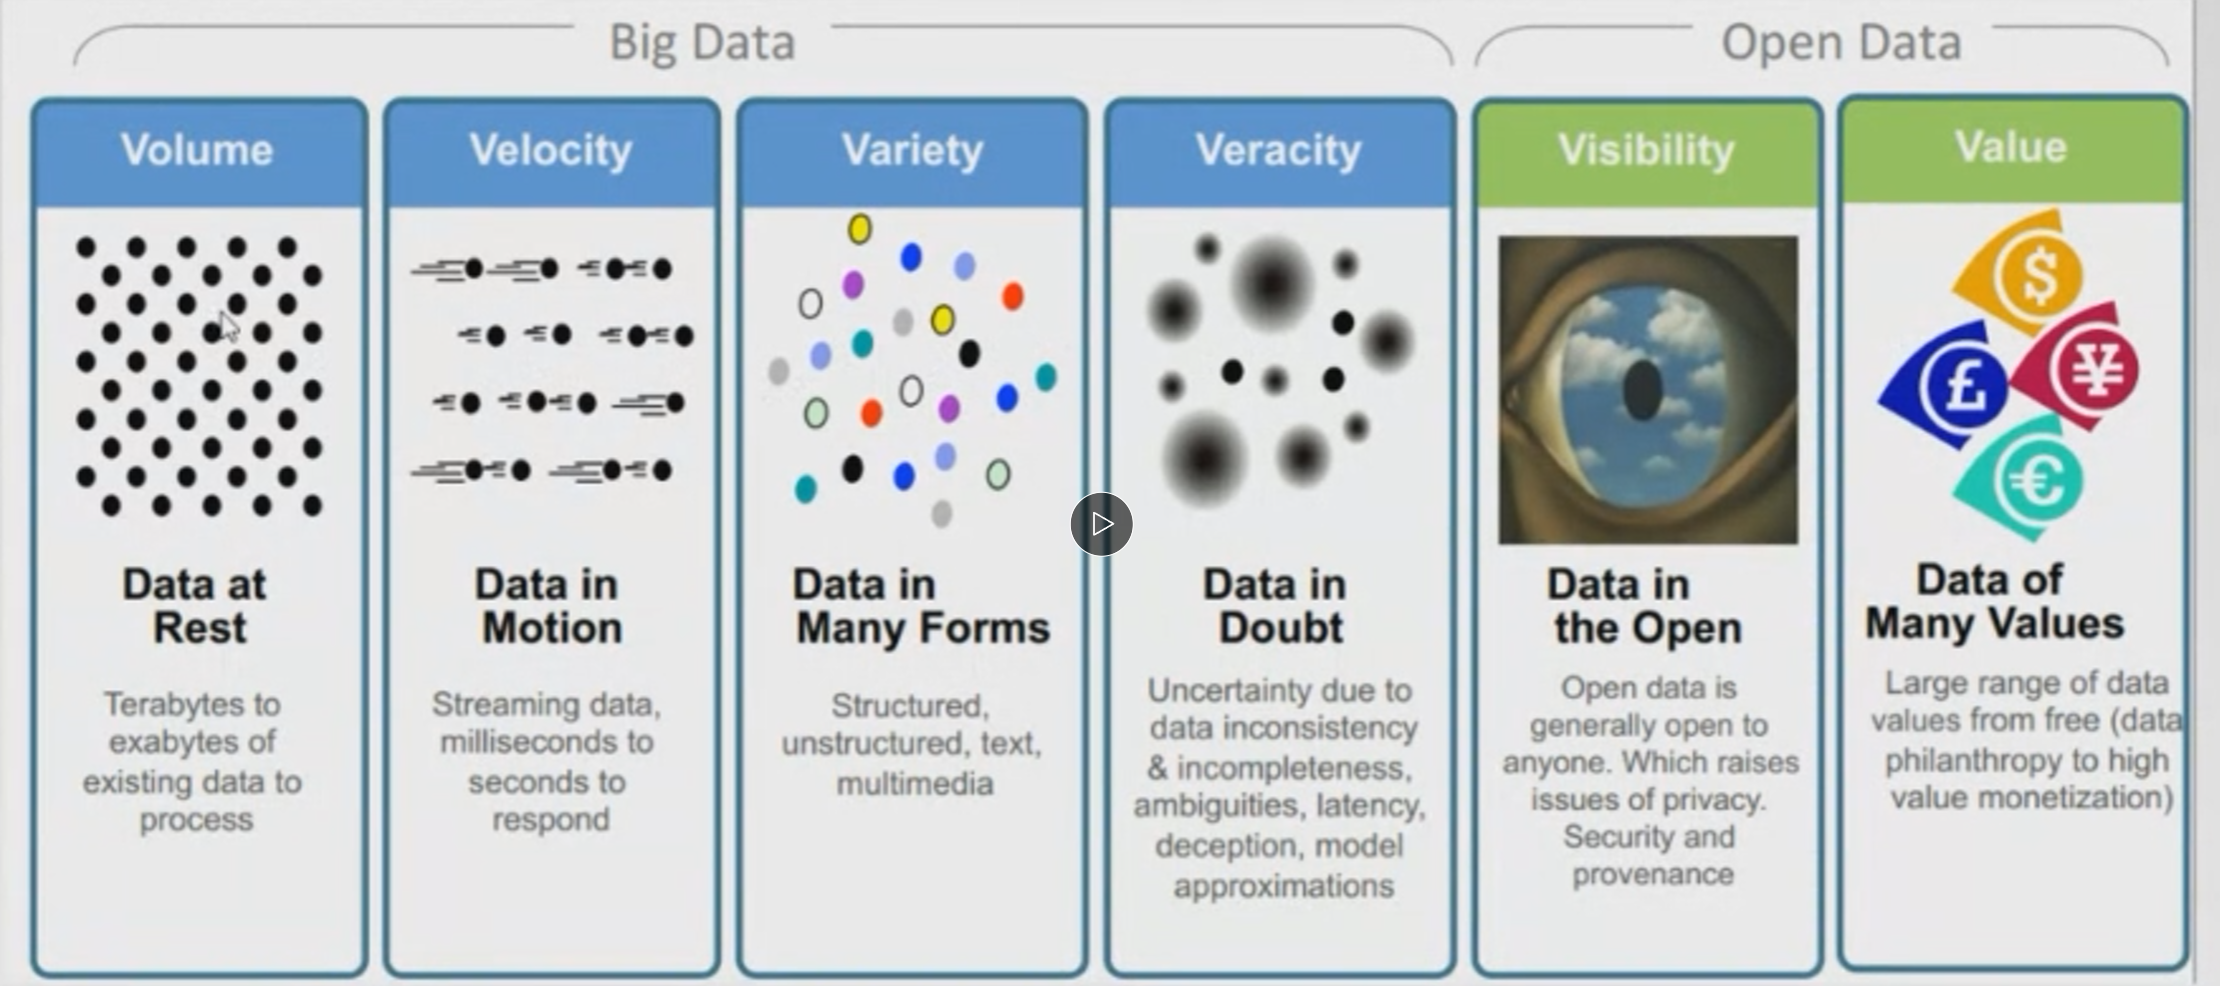 Big Data
Open Data
Volume
Data at
Rest
Terabytes to
exabytes of
existing data to
process
Velocity
Data in
Motion
Streaming data,
milliseconds to
seconds to
respond
Variety
Data in
Many Forms
Structured,
unstructured, text,
multimedia
Veracity
Data in
Doubt
Uncertainty due to
data inconsistency
& incompleteness,
ambiguities, latency,
deception, model
approximations
Visibility
Data in
the Open
Open data is
generally open to
anyone. Which raises
issues of privacy.
Security and
provenance
Value
$
£
¥
€
Data of
Many Values
Large range of data
values from free (data
philanthropy to high
value monetization)